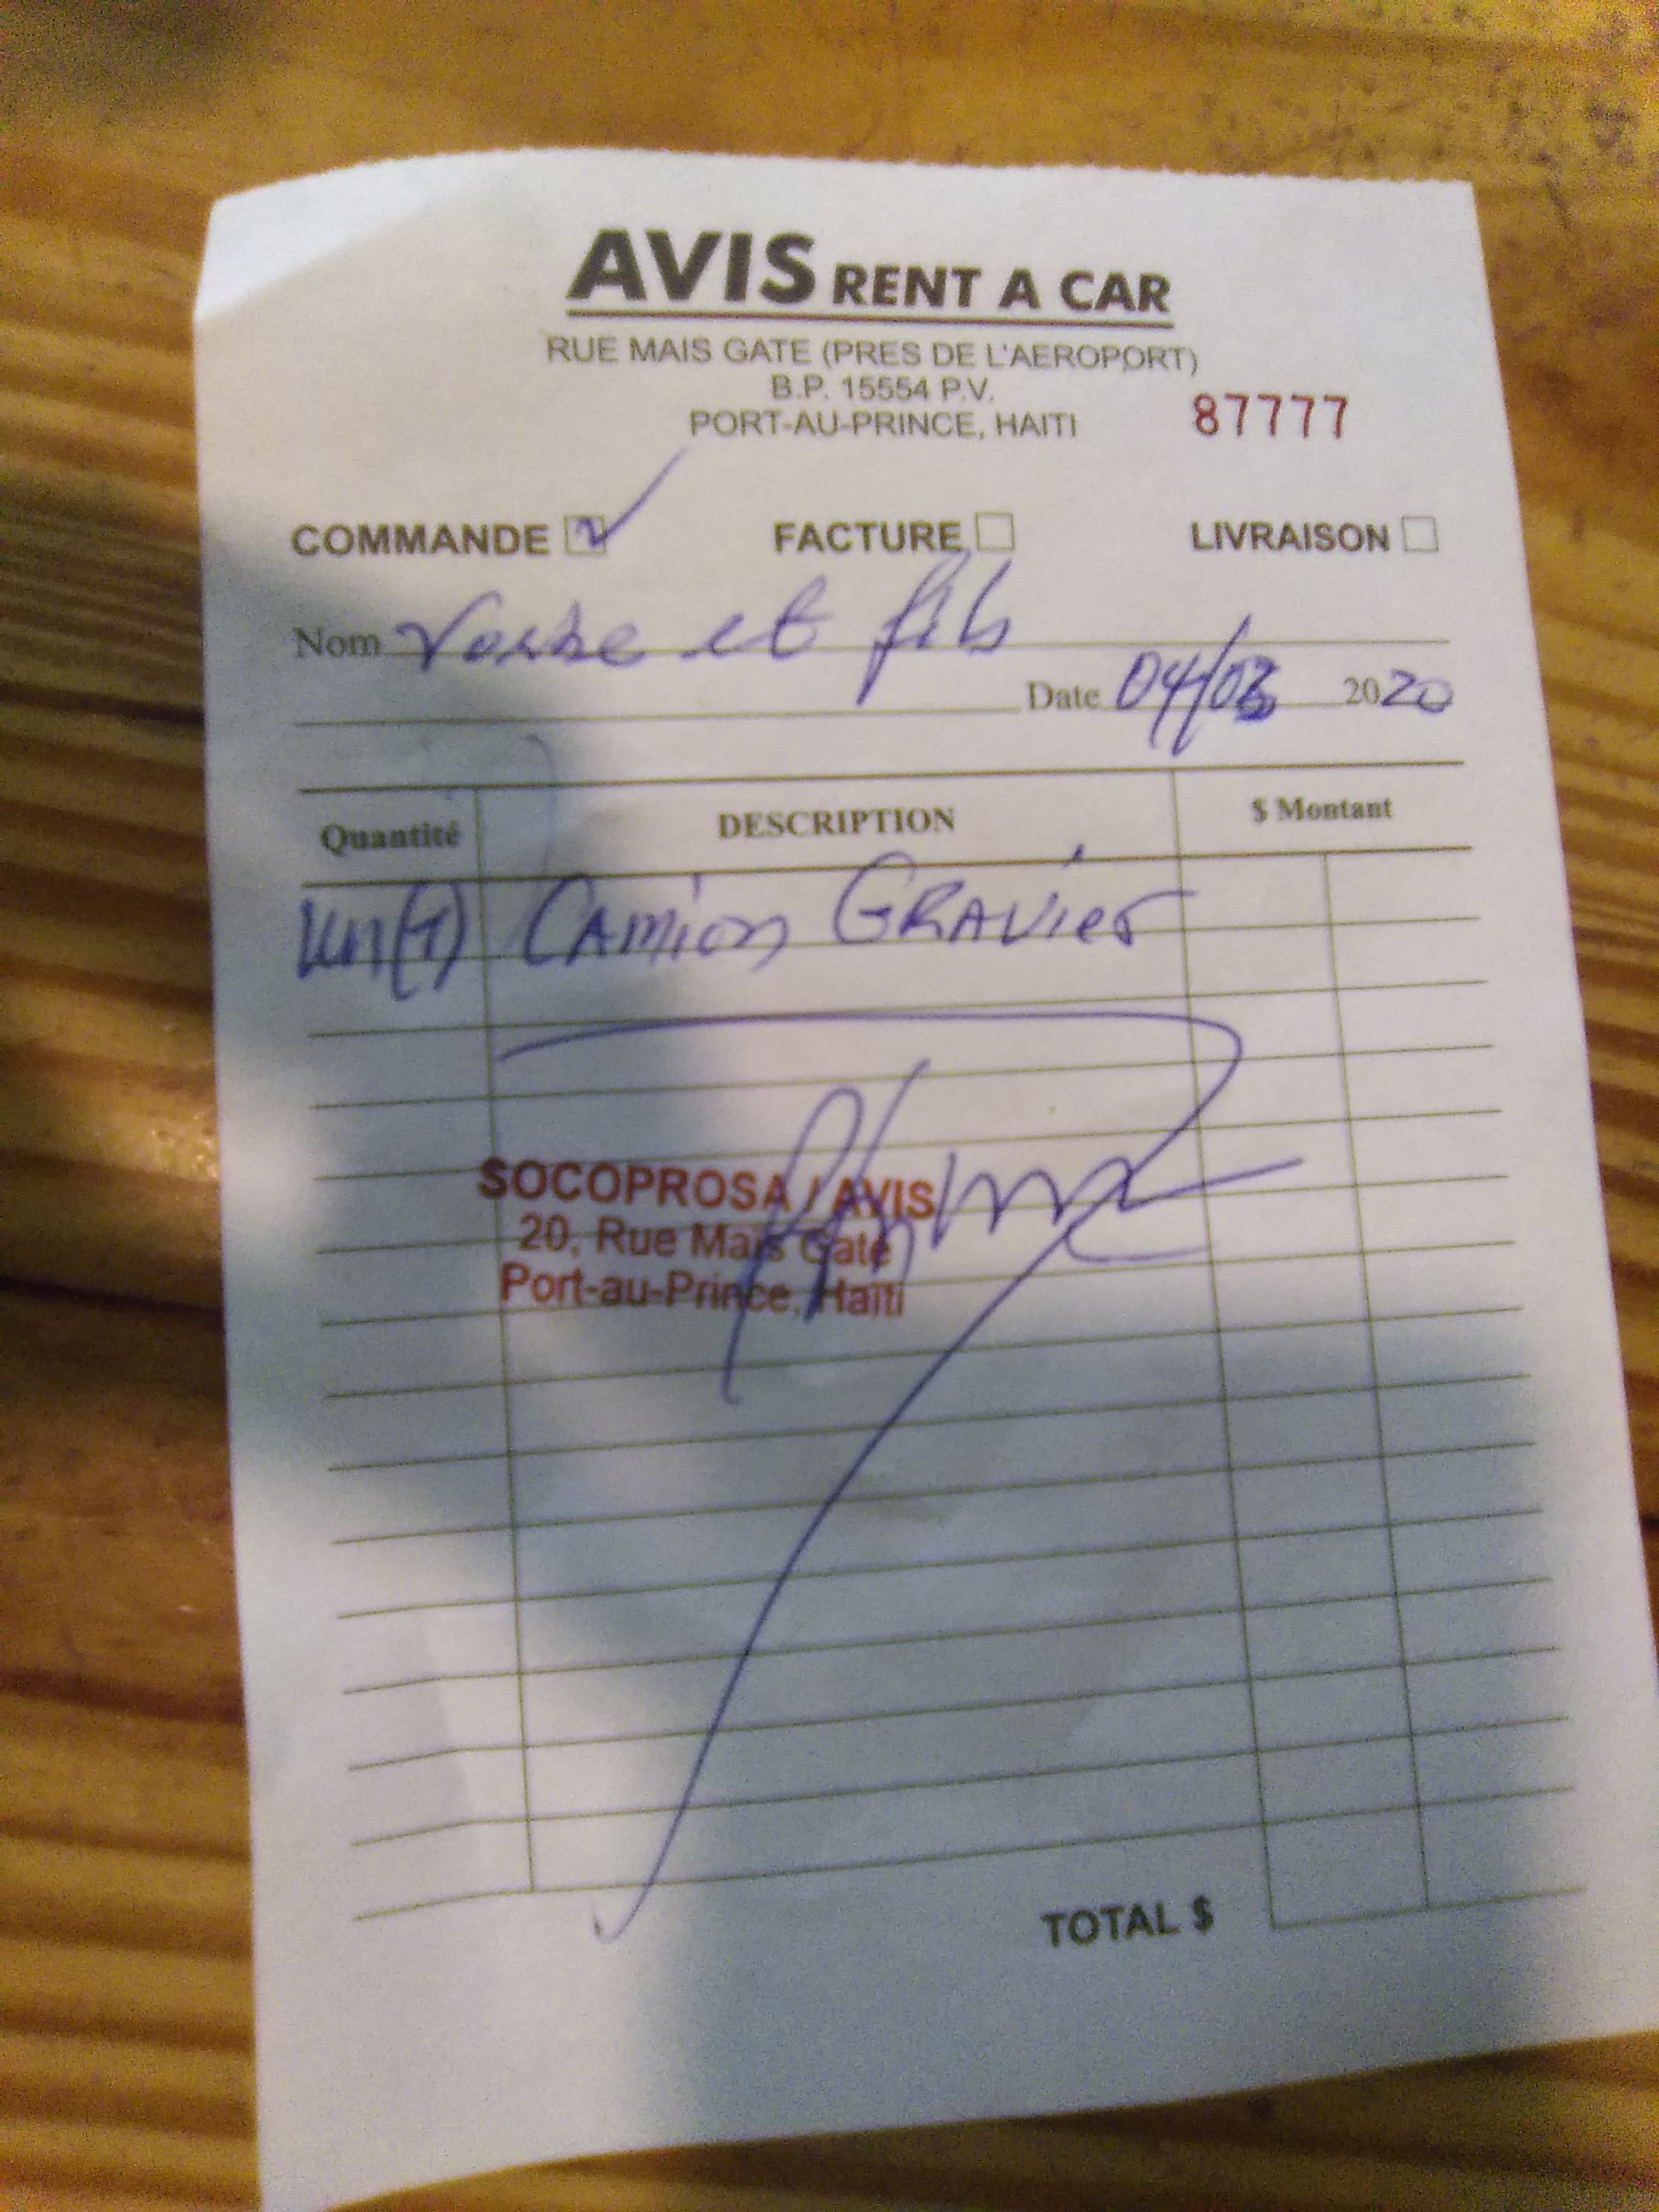 AVIS RENT A CAR
RUE MAIS GATE (PRES DE L'AEROPORT)
B.P. 15554 P.V.
PORT-AU-PRINCE, HAITI 87777
COMMANDE FACTURE LIVRAISON
Nom et fils
Date 04/03 2020
Quantité DESCRIPTION $ Montant
Un(1) CAMION GRAVIER
SOCOPROSA / AVIS
20, Rue Mais Gate
Port-au-Prince, Haïti
TOTAL $